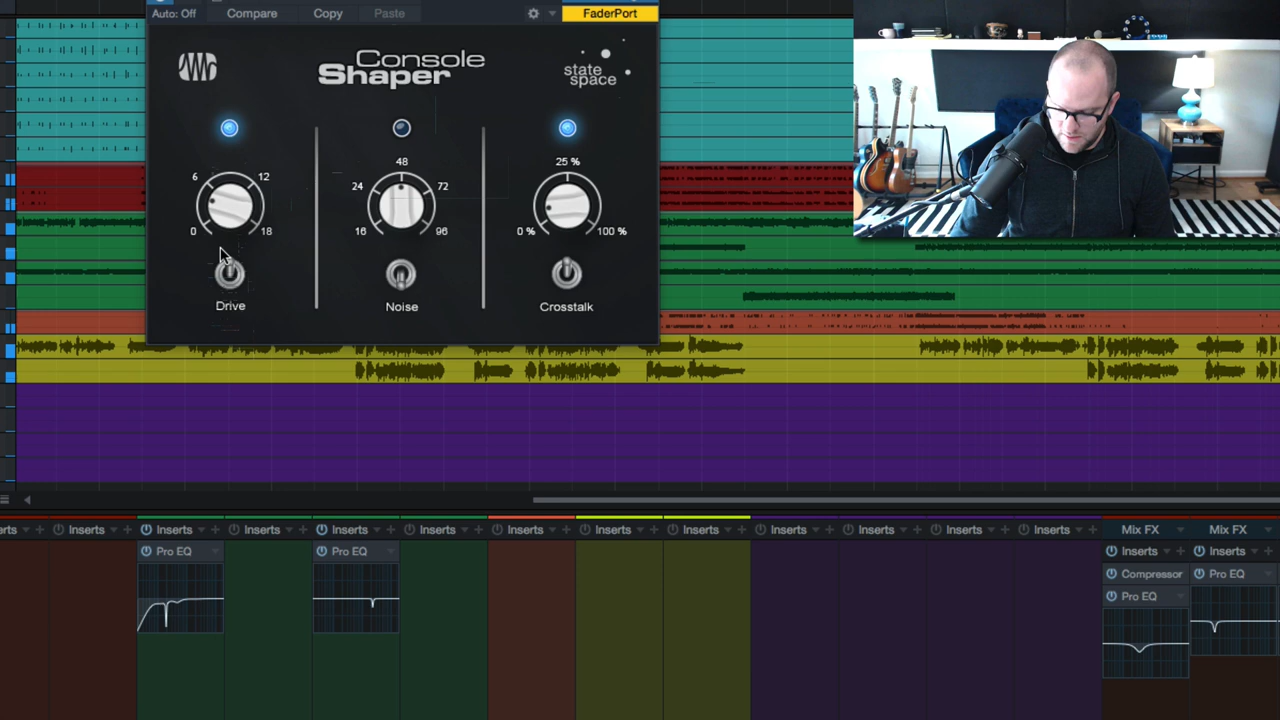 Auto: Off Compare Copy Paste FaderPort
Console
Shaper
state
space
6 12
0 18
Drive
48
24 72
16 96
Noise
25 %
0 % 100 %
Crosstalk
erts Inserts Inserts Inserts Inserts Inserts Inserts Inserts Inserts Inserts Inserts Inserts Inserts Mix FX Mix FX
Pro EQ Pro EQ Inserts Inserts
Compressor Pro EQ
Pro EQ